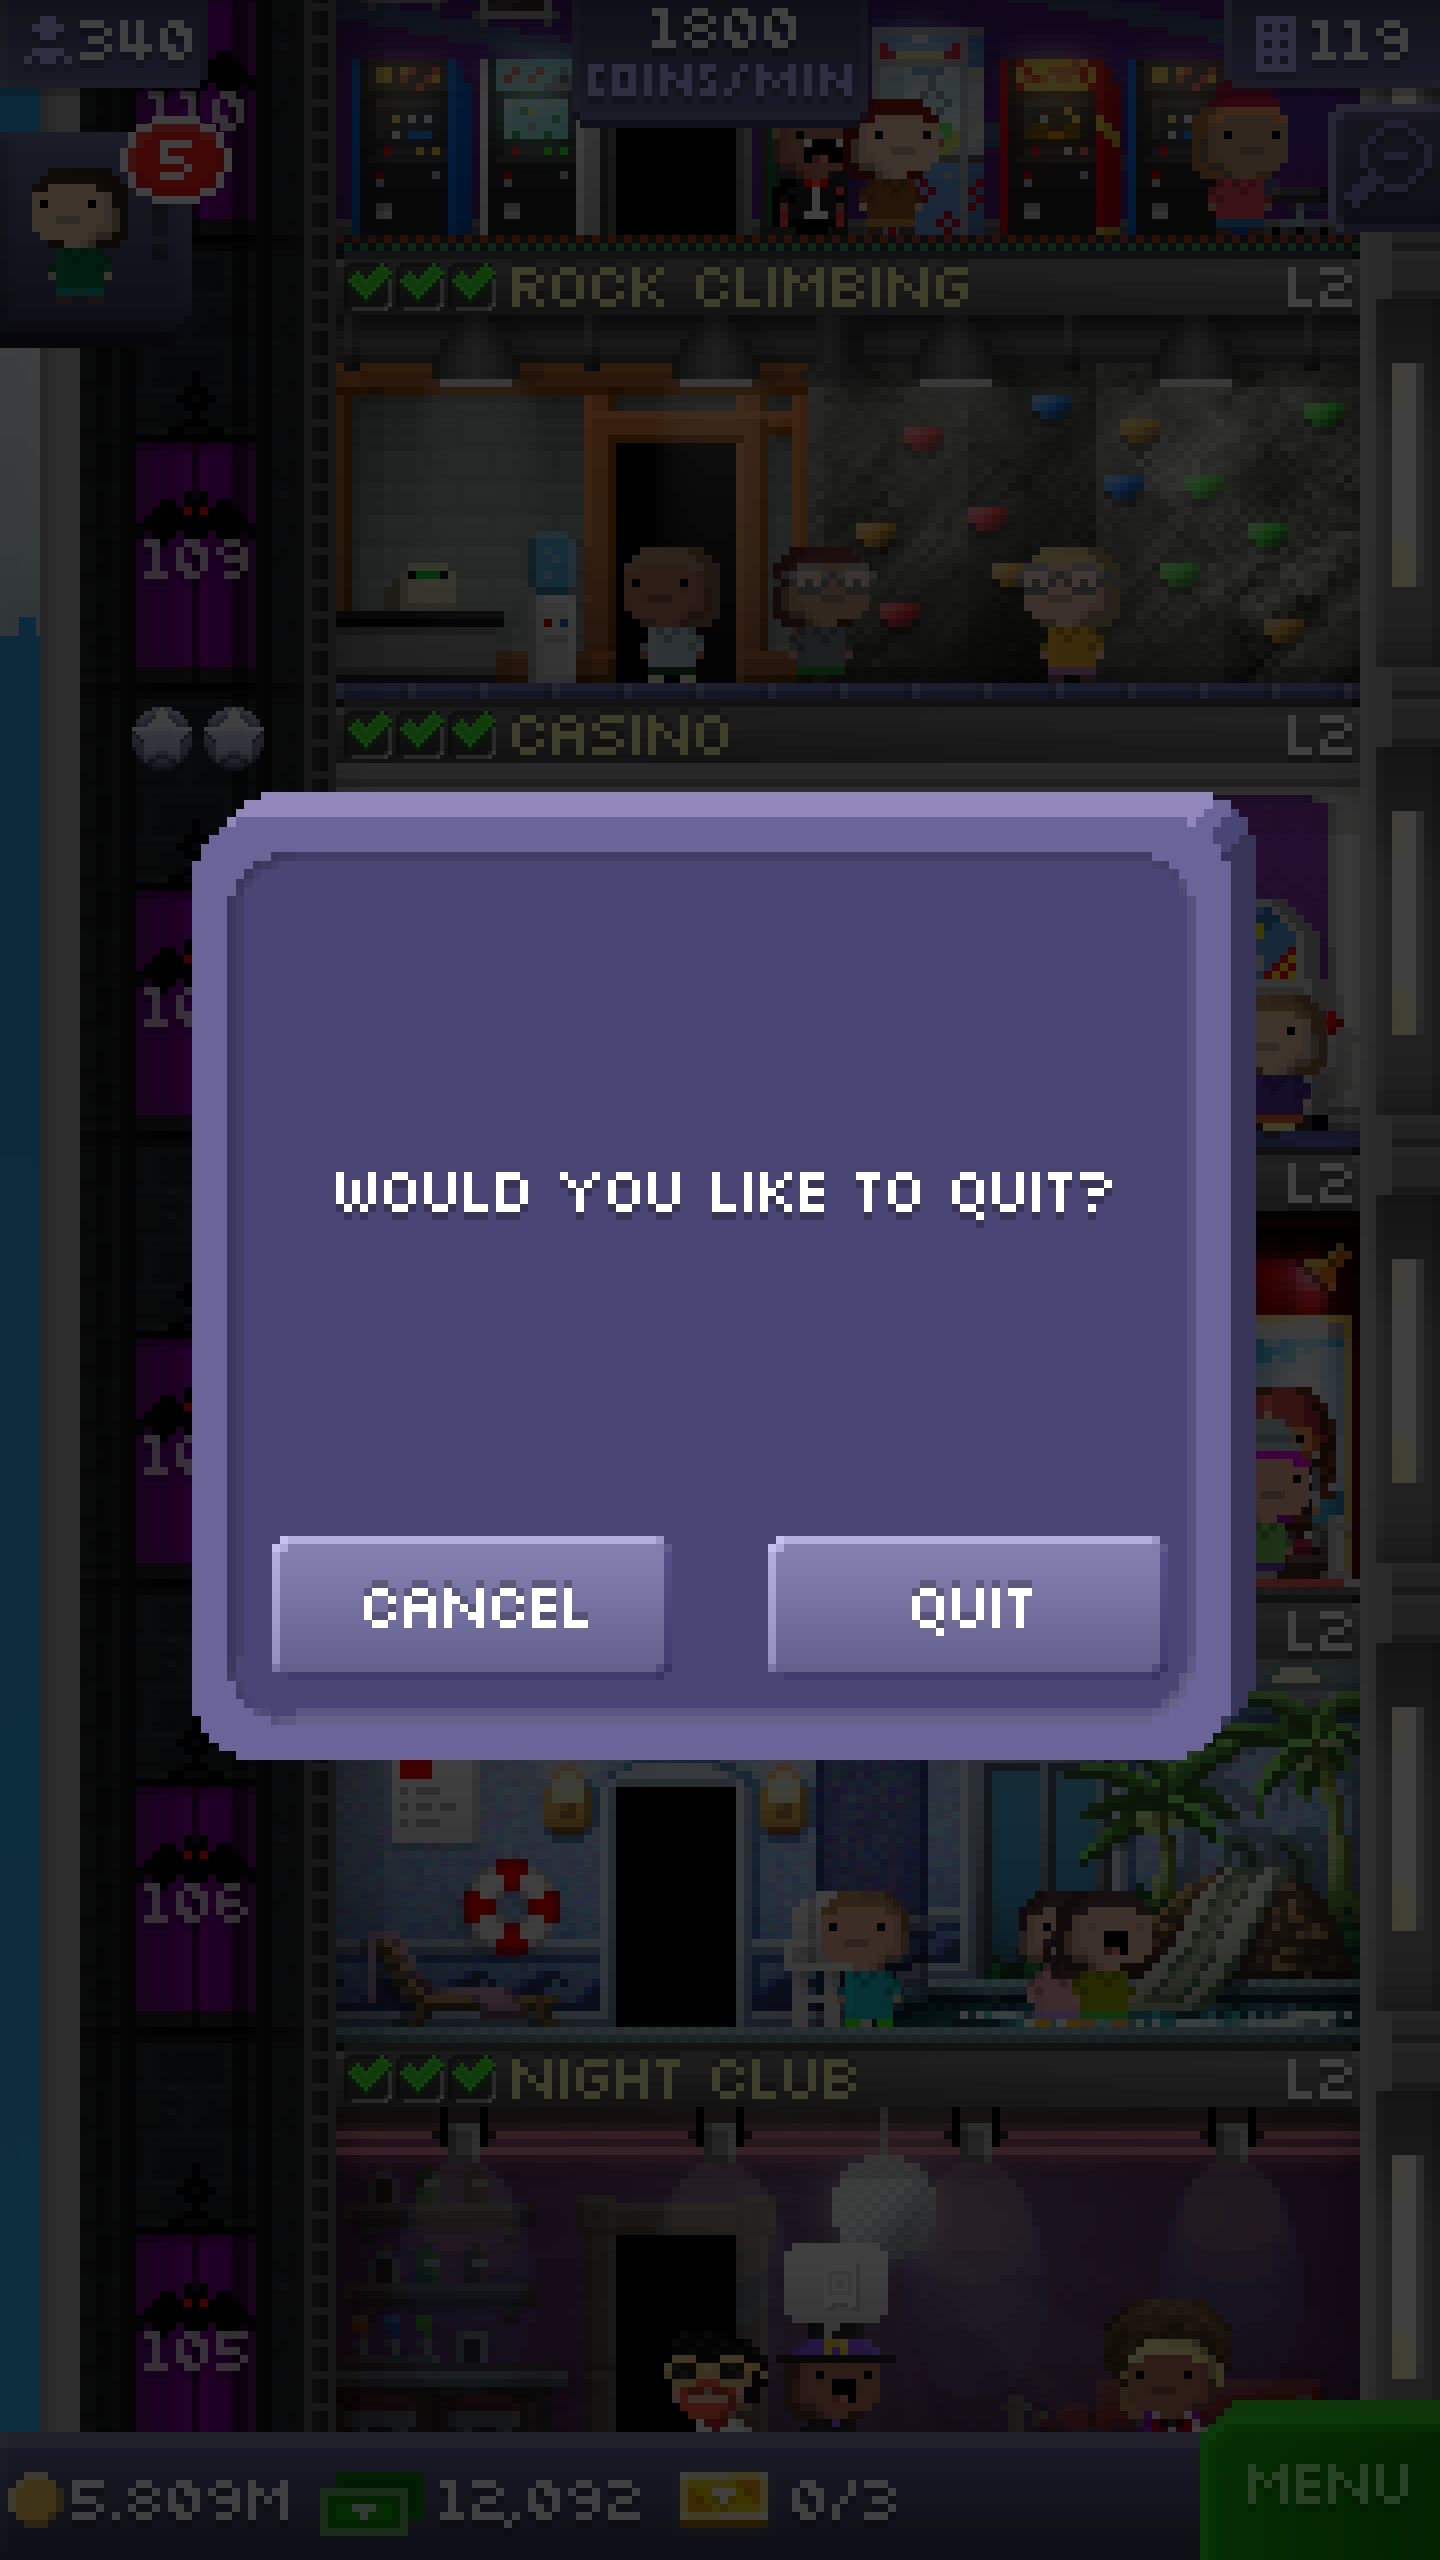 340
1800
COINS/MIN
119
110
5
ROCK CLIMBING
L2
109
CASINO
L2
L2
WOULD YOU LIKE TO QUIT?
CANCEL
QUIT
L2
106
NIGHT CLUB
L2
105
5.809M
12,092
0/3
MENU